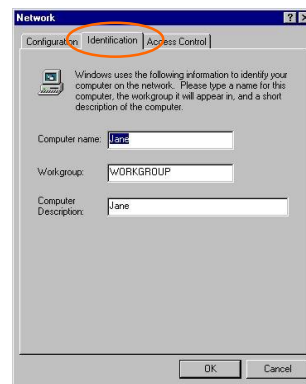 Network
Configuration Identification Access Control
Windows uses the following information to identify your
computer on the network. Please type a name for this
computer, the workgroup it will appear in, and a short
description of the computer.
Computer name: Jane
Workgroup: WORKGROUP
Computer
Description: Jane
OK Cancel